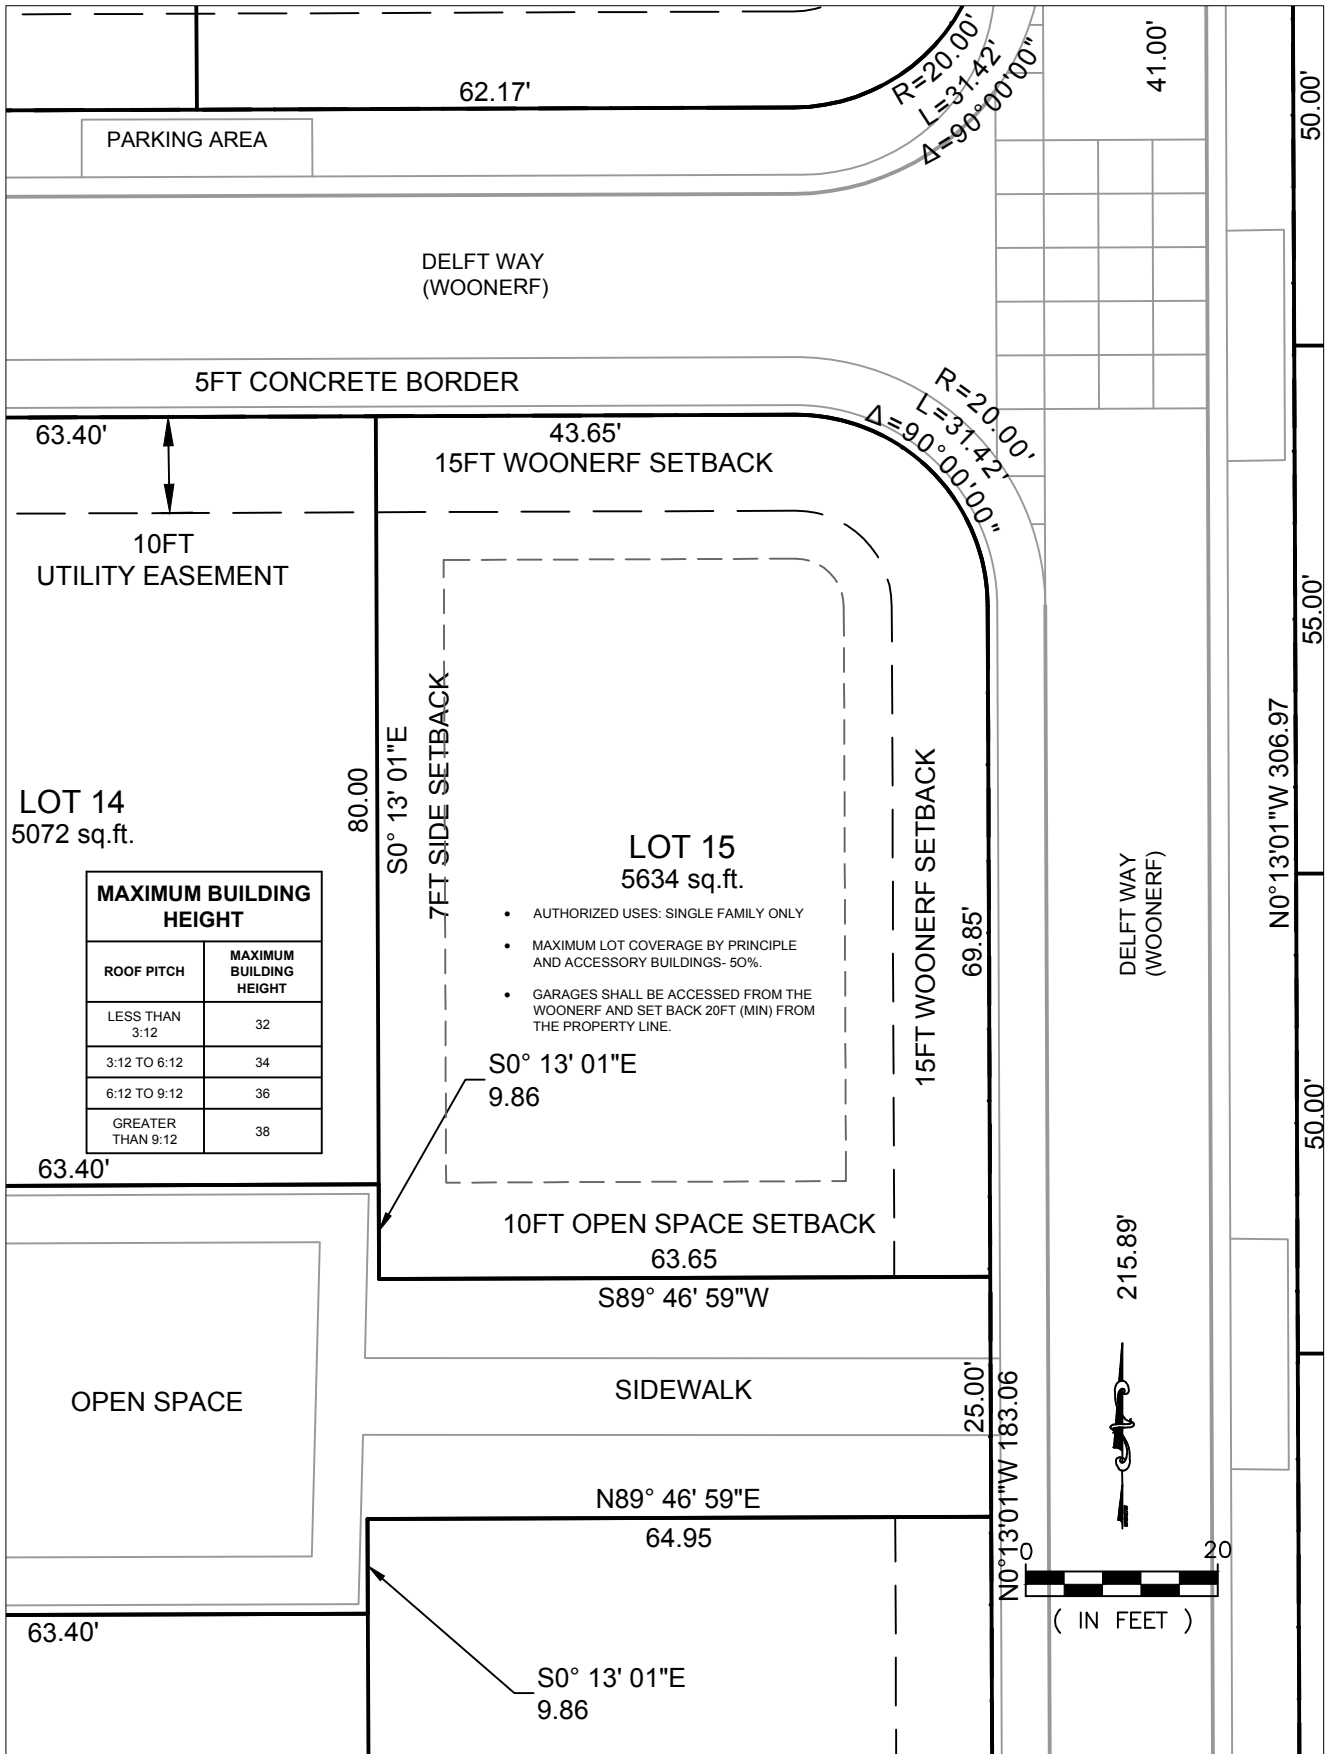 62.17'
R=20.00'
L=31.42'
Δ=90°00'00"
41.00'
50.00'
PARKING AREA
DELFT WAY
(WOONERF)
5FT CONCRETE BORDER
R=20.00'
L=31.42'
Δ=90°00'00"
63.40'
43.65'
15FT WOONERF SETBACK
10FT
UTILITY EASEMENT
55.00'
N0°13'01"W 306.97
80.00
S0° 13' 01"E
7FT SIDE SETBACK
LOT 14
5072 sq.ft.
LOT 15
5634 sq.ft.
• AUTHORIZED USES: SINGLE FAMILY ONLY
• MAXIMUM LOT COVERAGE BY PRINCIPLE
AND ACCESSORY BUILDINGS- 50%.
• GARAGES SHALL BE ACCESSED FROM THE
WOONERF AND SET BACK 20FT (MIN) FROM
THE PROPERTY LINE.
15FT WOONERF SETBACK
69.85'
DELFT WAY
(WOONERF)
MAXIMUM BUILDING
HEIGHT
ROOF PITCH
MAXIMUM
BUILDING
HEIGHT
LESS THAN
3:12
32
3:12 TO 6:12
34
6:12 TO 9:12
36
GREATER
THAN 9:12
38
S0° 13' 01"E
9.86
50.00'
63.40'
10FT OPEN SPACE SETBACK
63.65
S89° 46' 59"W
215.89'
OPEN SPACE
SIDEWALK
25.00'
N0°13'01"W 183.06
N89° 46' 59"E
64.95
0 20
( IN FEET )
63.40'
S0° 13' 01"E
9.86